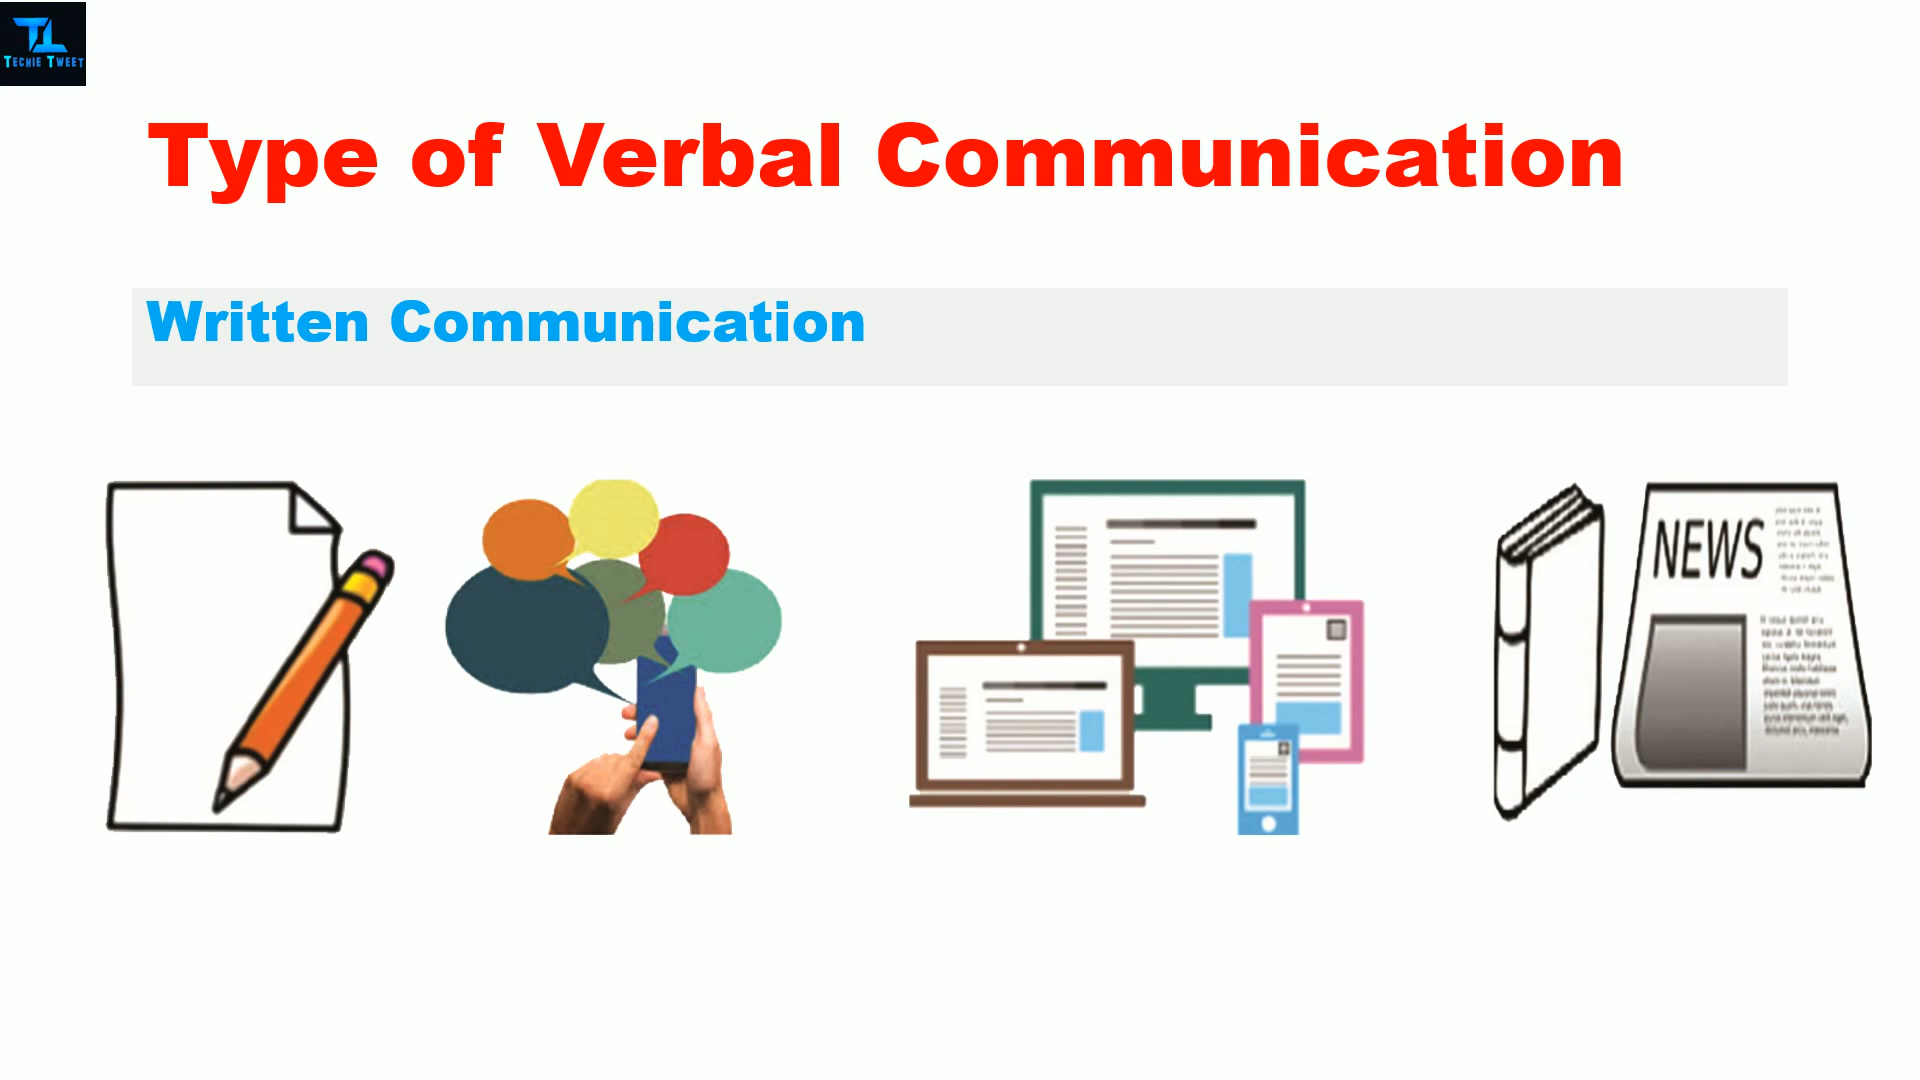 TECHIE TWEET
Type of Verbal Communication
Written Communication
NEWS